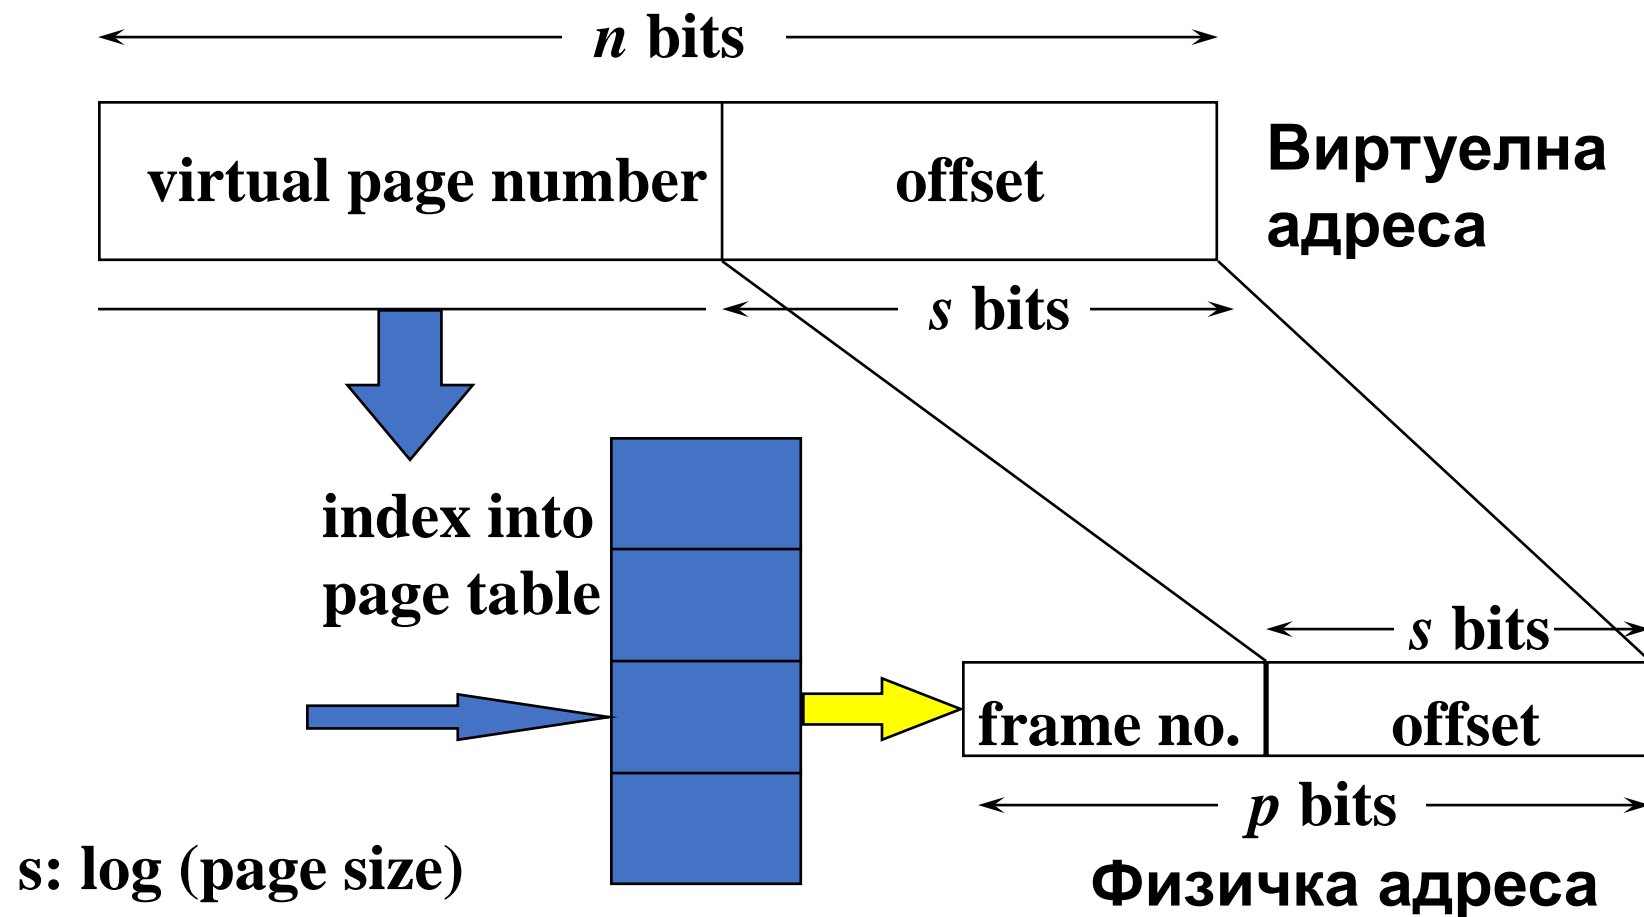 n bits
virtual page number
offset
Виртуелна
адреса
s bits
index into
page table
s bits
frame no.
offset
p bits
s: log (page size)
Физичка адреса